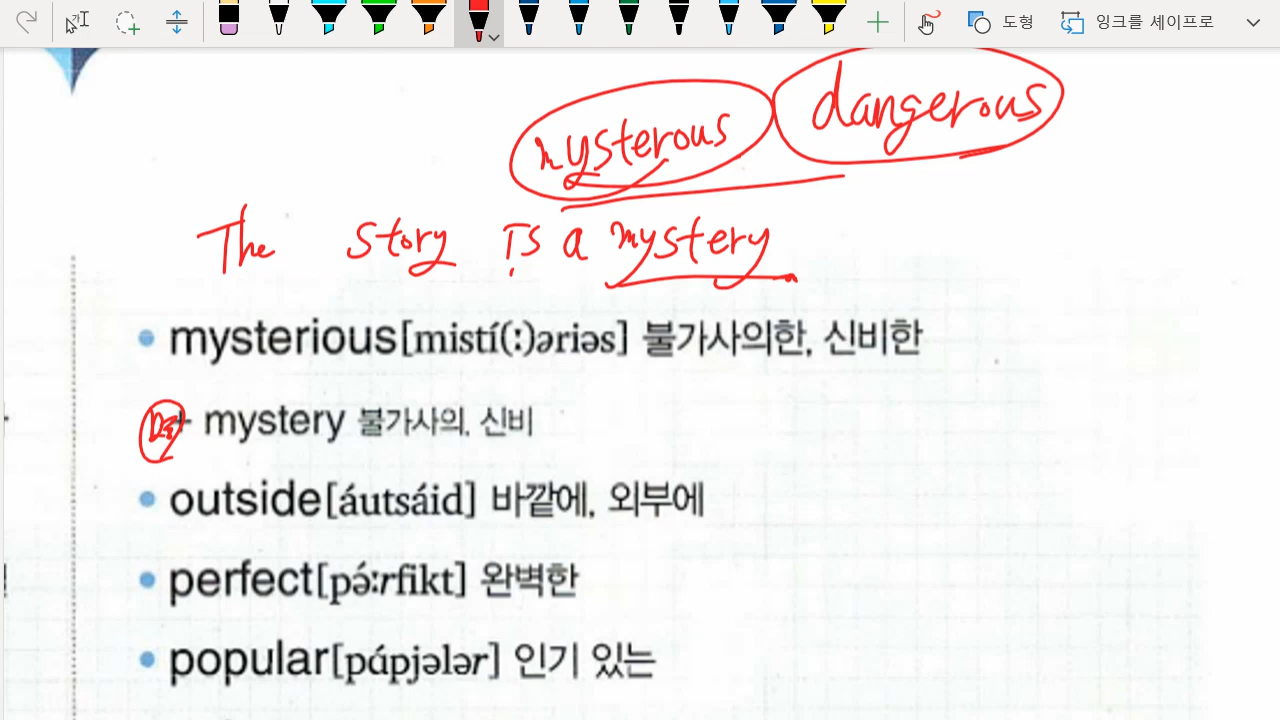 도형 잉크를 셰이프로
mysterous dangerous
The story is a mystery
mysterious[mistí(ː)əriəs] 불가사의한, 신비한
+ mystery 불가사의, 신비
outside[áutsáid] 바깥에, 외부에
perfect[pə́ːrfikt] 완벽한
popular[pɑ́pjələr] 인기 있는